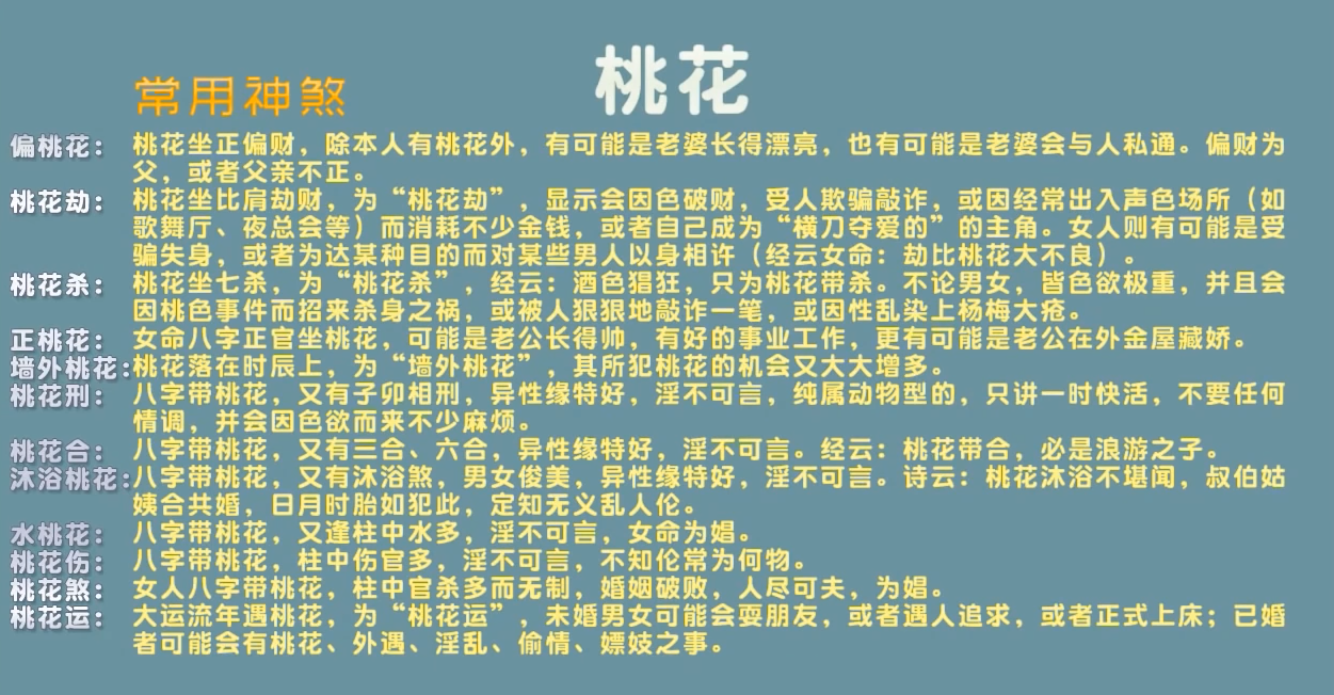 桃花
常用神煞
偏桃花：桃花坐正偏财，除本人有桃花外，有可能是老婆长得漂亮，也有可能是老婆会与人私通。偏财为
父，或者父亲不正。
桃花劫：桃花坐比肩劫财，为“桃花劫”，显示会因色破财，受人欺骗敲诈，或因经常出入声色场所（如
歌舞厅、夜总会等）而消耗不少金钱，或者自己成为“横刀夺爱的”的主角。女人则有可能是受
骗失身，或者为达某种目的而对某些男人以身相许（经云女命：劫比桃花大不良）。
桃花杀：桃花坐七杀，为“桃花杀”，经云：酒色猖狂，只为桃花带杀。不论男女，皆色欲极重，并且会
因桃色事件而招来杀身之祸，或被人狠狠地敲诈一笔，或因性乱染上杨梅大疮。
正桃花：女命八字正官坐桃花，可能是老公长得帅，有好的事业工作，更有可能是老公在外金屋藏娇。
墙外桃花：桃花落在时辰上，为“墙外桃花”，其所犯桃花的机会又大大增多。
桃花刑：八字带桃花，又有子卯相刑，异性缘特好，淫不可言，纯属动物型的，只讲一时快活，不要任何
情调，并会因色欲而来不少麻烦。
桃花合：八字带桃花，又有三合、六合，异性缘特好，淫不可言。经云：桃花带合，必是浪游之子。
沐浴桃花：八字带桃花，又有沐浴煞，男女俊美，异性缘特好，淫不可言。诗云：桃花沐浴不堪闻，叔伯姑
姨合共婚，日月时胎如犯此，定知无义乱人伦。
水桃花：八字带桃花，又逢柱中水多，淫不可言，女命为娼。
桃花伤：八字带桃花，柱中伤官多，淫不可言，不知伦常为何物。
桃花煞：女人八字带桃花，柱中官杀多而无制，婚姻破败，人尽可夫，为娼。
桃花运：大运流年遇桃花，为“桃花运”，未婚男女可能会耍朋友，或者遇人追求，或者正式上床；已婚
者可能会有桃花、外遇、淫乱、偷情、嫖妓之事。